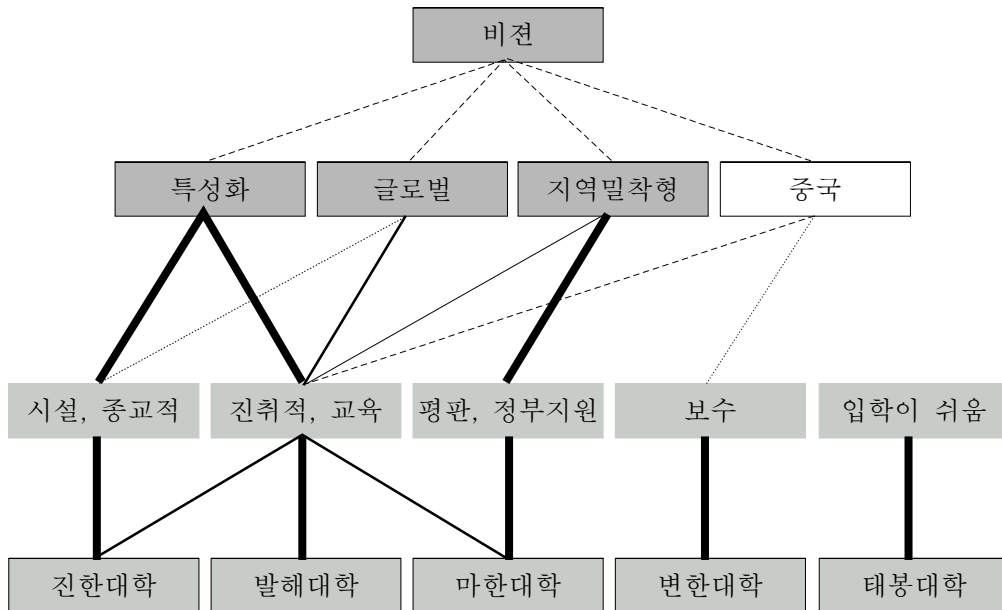 비젼
특성화
글로벌
지역밀착형
중국
시설, 종교적
진취적, 교육
평판, 정부지원
보수
입학이 쉬움
진한대학
발해대학
마한대학
변한대학
태봉대학